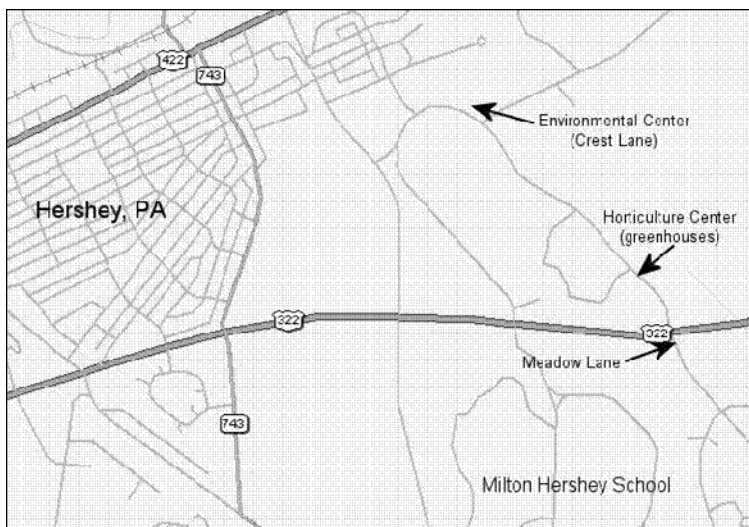 422
743
Environmental Center
(Crest Lane)
Hershey, PA
Horticulture Center
(greenhouses)
322
322
Meadow Lane
743
Milton Hershey School